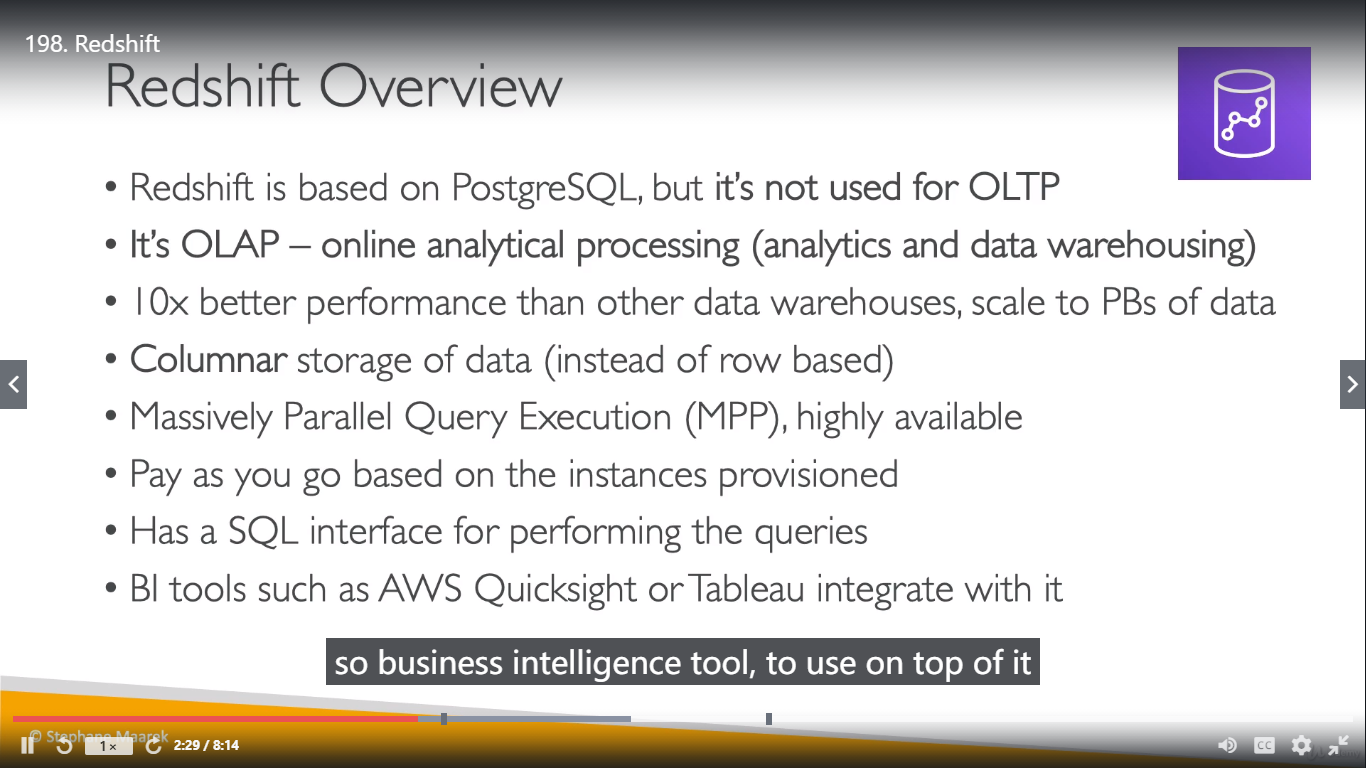 198. Redshift
Redshift Overview
• Redshift is based on PostgreSQL, but it's not used for OLTP
• It's OLAP – online analytical processing (analytics and data warehousing)
• 10x better performance than other data warehouses, scale to PBs of data
• Columnar storage of data (instead of row based)
• Massively Parallel Query Execution (MPP), highly available
• Pay as you go based on the instances provisioned
• Has a SQL interface for performing the queries
• BI tools such as AWS Quicksight or Tableau integrate with it
so business intelligence tool, to use on top of it
© Stephane Maarek
1×
2:29 / 8:14
CC